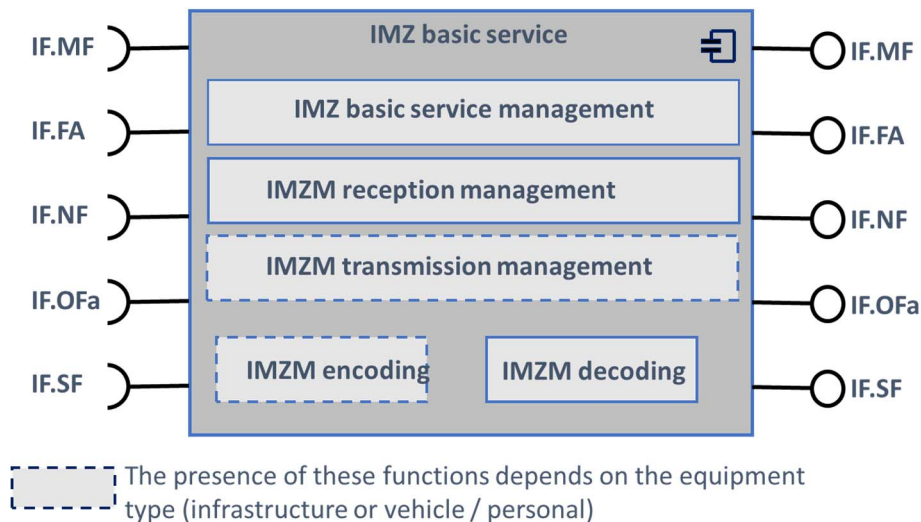 IMZ basic service
IF.MF
IF.MF
IMZ basic service management
IF.FA
IF.FA
IMZM reception management
IF.NF
IF.NF
IMZM transmission management
IF.OFa
IF.OFa
IMZM encoding
IMZM decoding
IF.SF
IF.SF
The presence of these functions depends on the equipment
type (infrastructure or vehicle / personal)